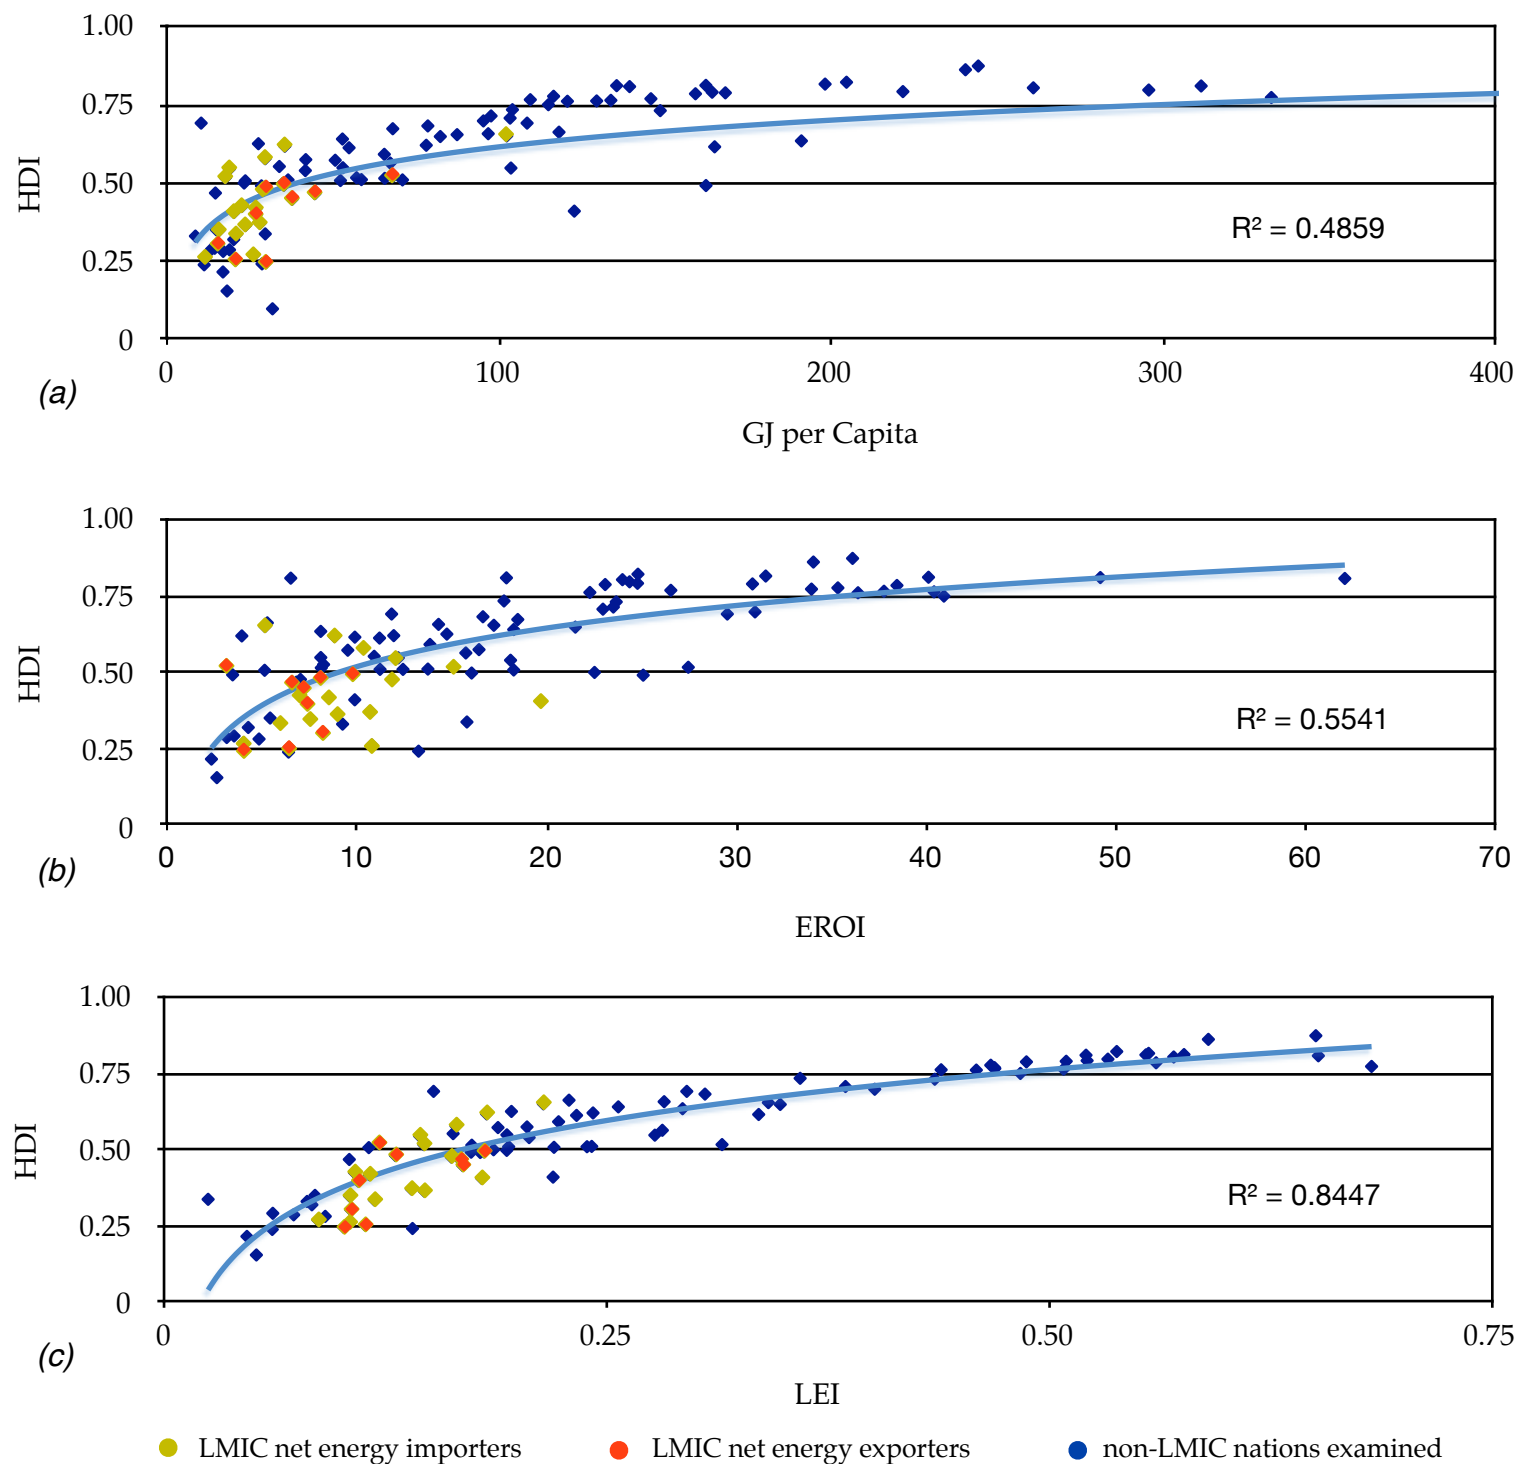 1.00
0.75
0.50
0.25
0
HDI
R² = 0.4859
0 100 200 300 400
(a)
GJ per Capita
1.00
0.75
0.50
0.25
0
HDI
R² = 0.5541
0 10 20 30 40 50 60 70
(b)
EROI
1.00
0.75
0.50
0.25
0
HDI
R² = 0.8447
0 0.25 0.50 0.75
(c)
LEI
LMIC net energy importers LMIC net energy exporters non-LMIC nations examined